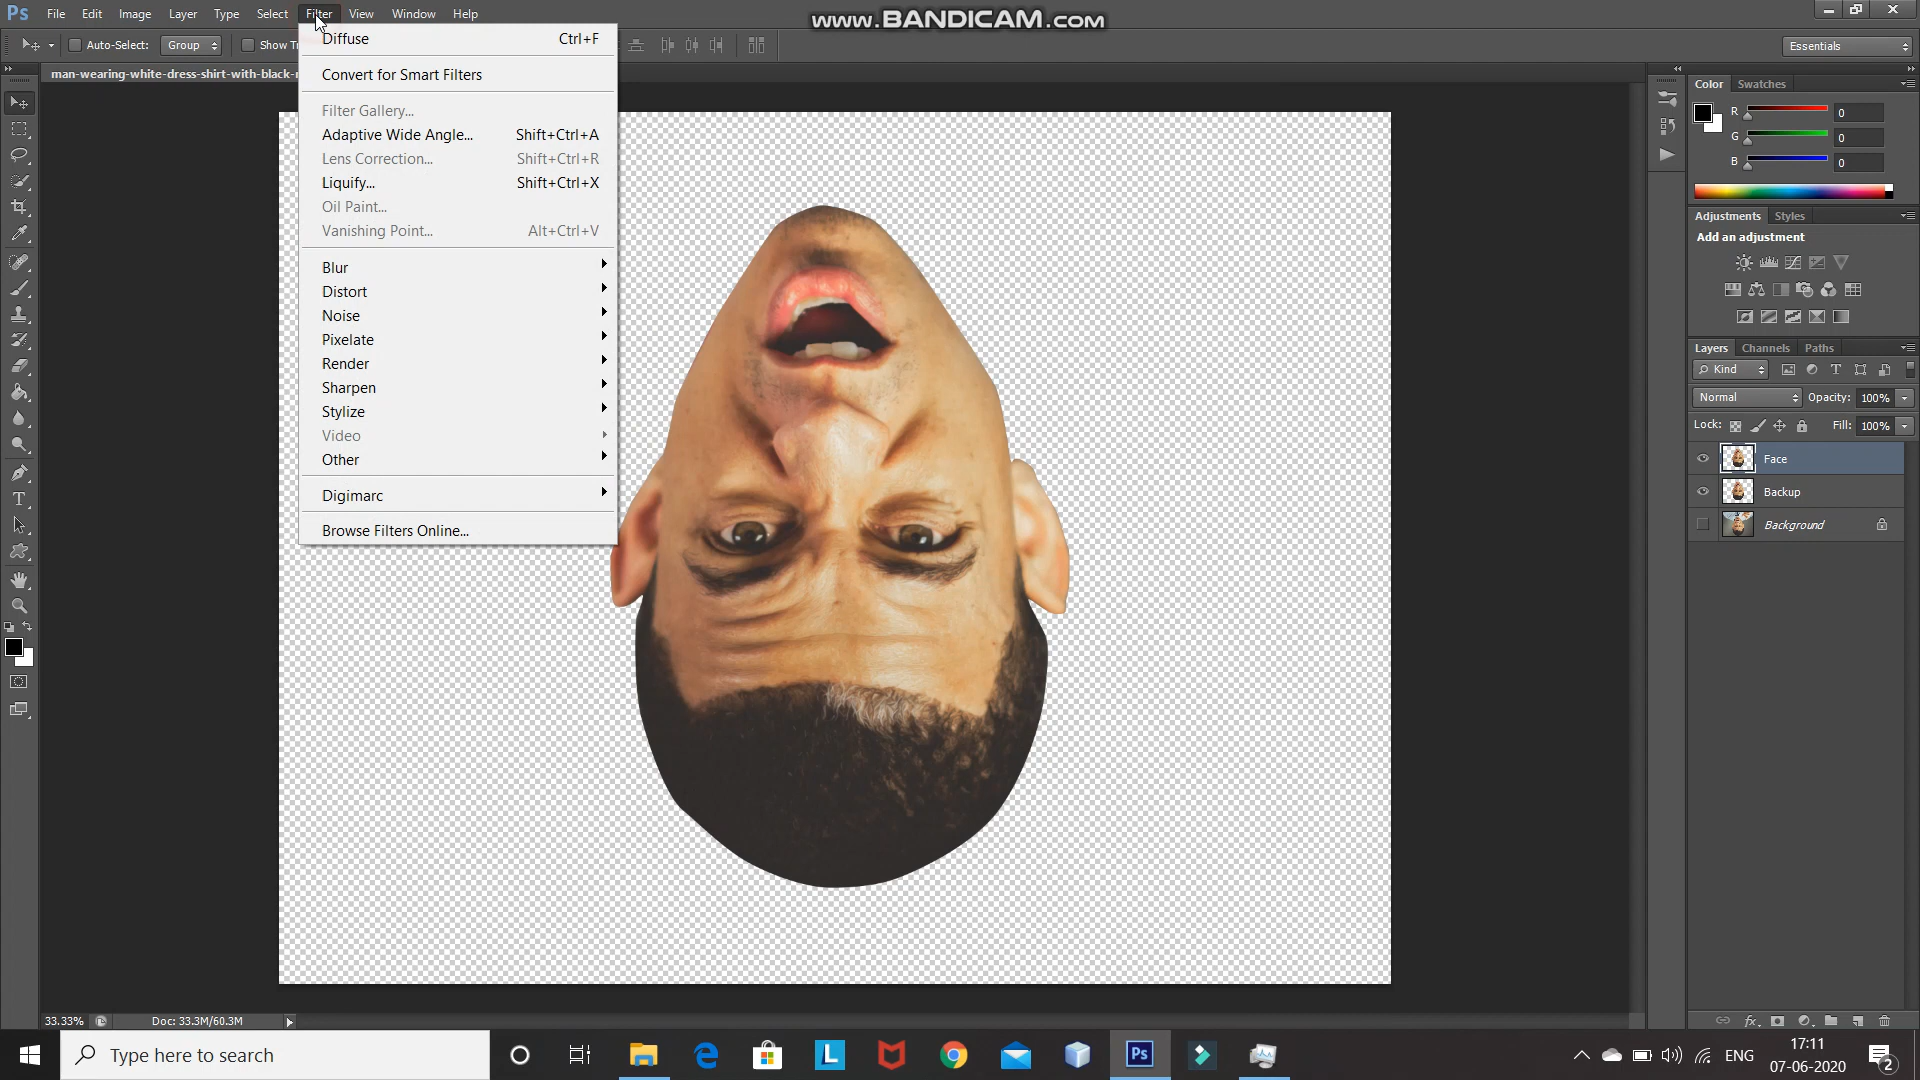 Ps File Edit Image Layer Type Select Filter View Window Help
www.BANDICAM.com
Auto-Select: Group Show Tr
Essentials
man-wearing-white-dress-shirt-with-black-
Diffuse Ctrl+F
Convert for Smart Filters
Filter Gallery...
Adaptive Wide Angle... Shift+Ctrl+A
Lens Correction... Shift+Ctrl+R
Liquify... Shift+Ctrl+X
Oil Paint...
Vanishing Point... Alt+Ctrl+V
Blur
Distort
Noise
Pixelate
Render
Sharpen
Stylize
Video
Other
Digimarc
Browse Filters Online...
Color Swatches
R 0
G 0
B 0
Adjustments Styles
Add an adjustment
Layers Channels Paths
Kind
Normal Opacity: 100%
Lock: Fill: 100%
Face
Backup
Background
33.33% Doc: 33.3M/60.3M
Type here to search
L
Ps
ENG
17:11
07-06-2020
2